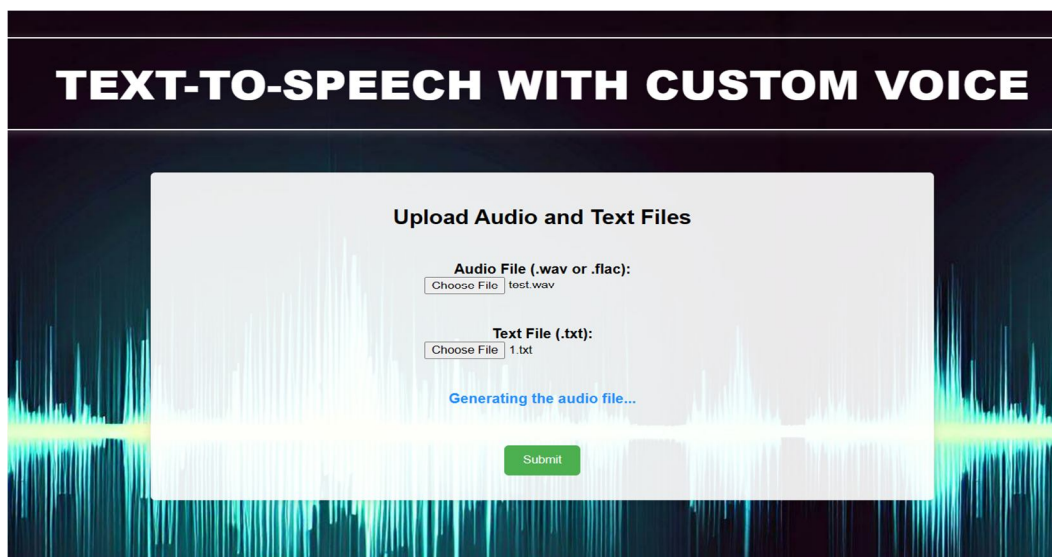 TEXT-TO-SPEECH WITH CUSTOM VOICE
Upload Audio and Text Files
Audio File (.wav or .flac):
Choose File test.wav
Text File (.txt):
Choose File 1.txt
Generating the audio file...
Submit